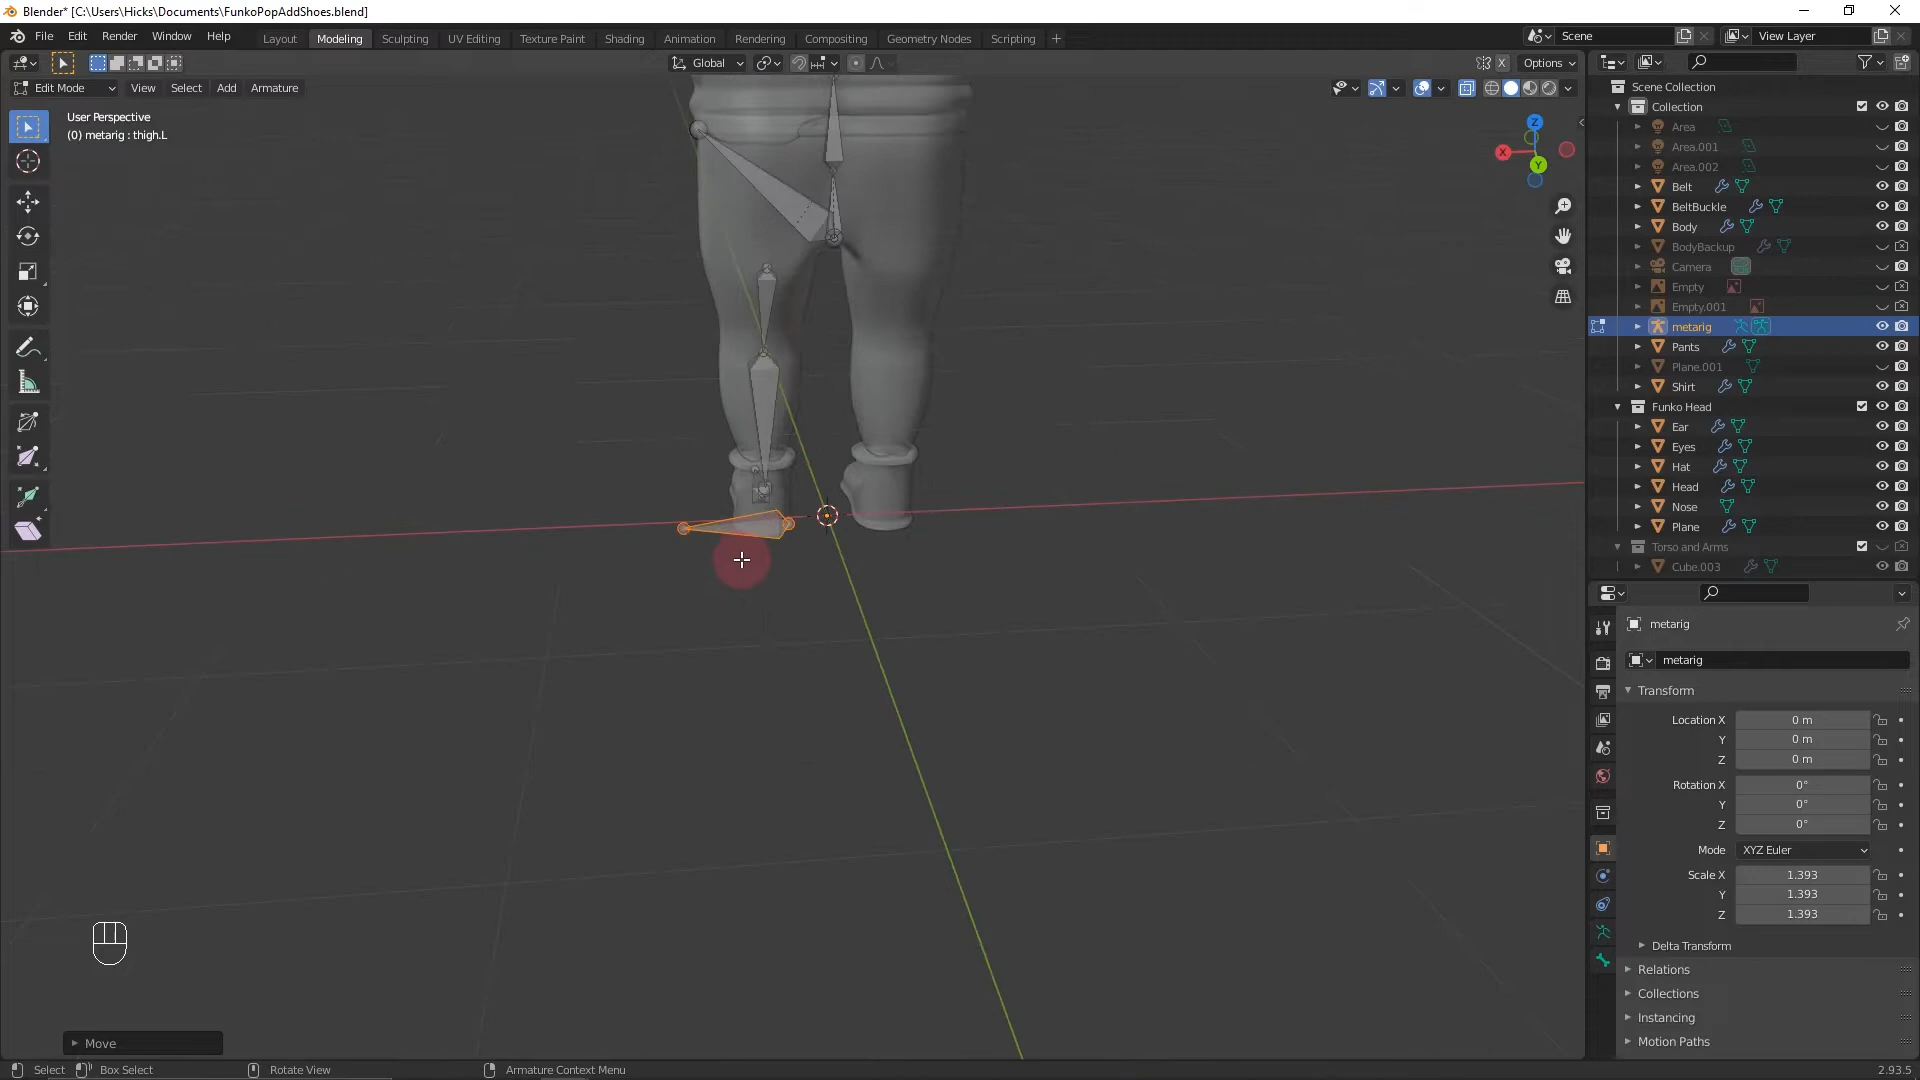 Blender* [C:\Users\Hicks\Documents\FunkoPopAddShoes.blend]
File Edit Render Window Help
Layout Modeling Sculpting UV Editing Texture Paint Shading Animation Rendering Compositing Geometry Nodes Scripting +
Scene
View Layer
Global
X
Options
Edit Mode
View Select Add Armature
User Perspective
(0) metarig : thigh.L
Z
X
Y
Scene Collection
Collection
Area
Area.001
Area.002
Belt
BeltBuckle
Body
BodyBackup
Camera
Empty
Empty.001
metarig
Pants
Plane.001
Shirt
Funko Head
Ear
Eyes
Hat
Head
Nose
Plane
Torso and Arms
Cube.003
metarig
metarig
Transform
Location X 0 m
Y 0 m
Z 0 m
Rotation X 0°
Y 0°
Z 0°
Mode XYZ Euler
Scale X 1.393
Y 1.393
Z 1.393
Delta Transform
Relations
Collections
Instancing
Motion Paths
Move
Select Box Select Rotate View Armature Context Menu
2.93.5